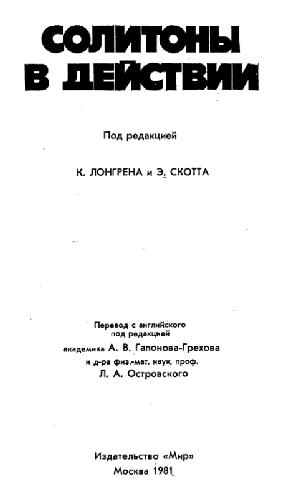 СОЛИТОНЫ
В ДЕЙСТВИИ
Под редакцией
К. ЛОНГРЕНА и Э. СКОТТА
Перевод с английского
под редакцией
академика А. В. Гапонова-Грехова
и д-ра физ.-мат. наук, проф.
Л. А. Островского
Издательство «Мир»
Москва 1981